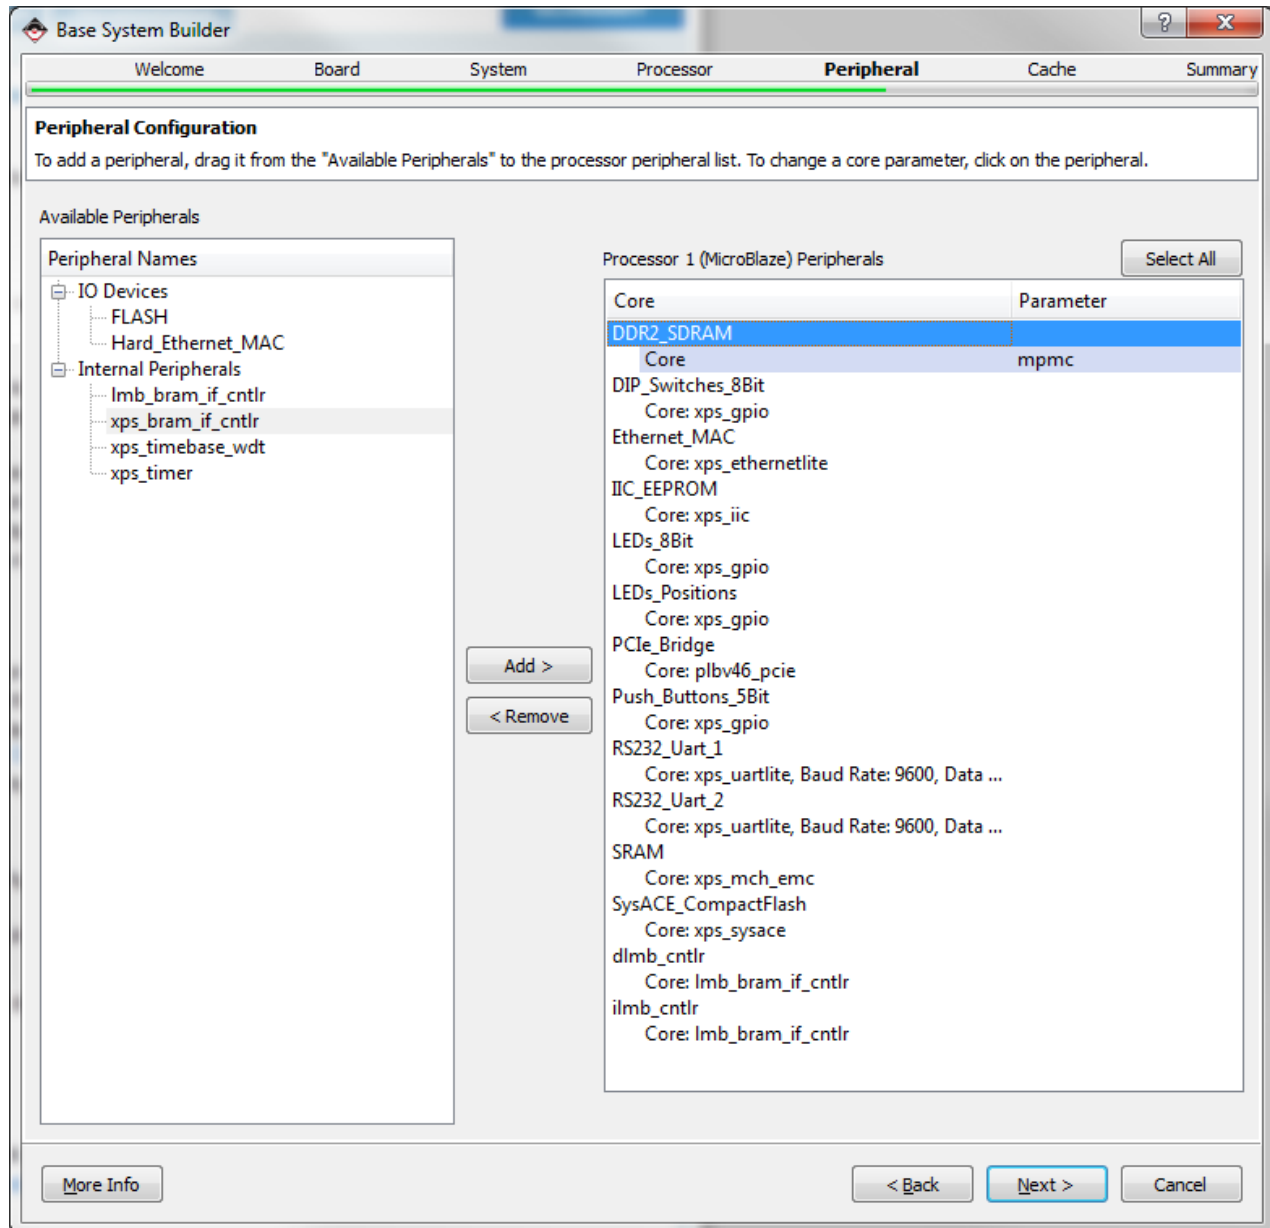 Base System Builder
Welcome Board System Processor Peripheral Cache Summary
Peripheral Configuration
To add a peripheral, drag it from the "Available Peripherals" to the processor peripheral list. To change a core parameter, click on the peripheral.
Available Peripherals
Peripheral Names
IO Devices
FLASH
Hard_Ethernet_MAC
Internal Peripherals
lmb_bram_if_cntlr
xps_bram_if_cntlr
xps_timebase_wdt
xps_timer
Add >
< Remove
Processor 1 (MicroBlaze) Peripherals
Select All
Core Parameter
DDR2_SDRAM
Core mpmc
DIP_Switches_8Bit
Core: xps_gpio
Ethernet_MAC
Core: xps_ethernetlite
IIC_EEPROM
Core: xps_iic
LEDs_8Bit
Core: xps_gpio
LEDs_Positions
Core: xps_gpio
PCIe_Bridge
Core: plbv46_pcie
Push_Buttons_5Bit
Core: xps_gpio
RS232_Uart_1
Core: xps_uartlite, Baud Rate: 9600, Data ...
RS232_Uart_2
Core: xps_uartlite, Baud Rate: 9600, Data ...
SRAM
Core: xps_mch_emc
SysACE_CompactFlash
Core: xps_sysace
dlmb_cntlr
Core: lmb_bram_if_cntlr
ilmb_cntlr
Core: lmb_bram_if_cntlr
More Info
< Back
Next >
Cancel